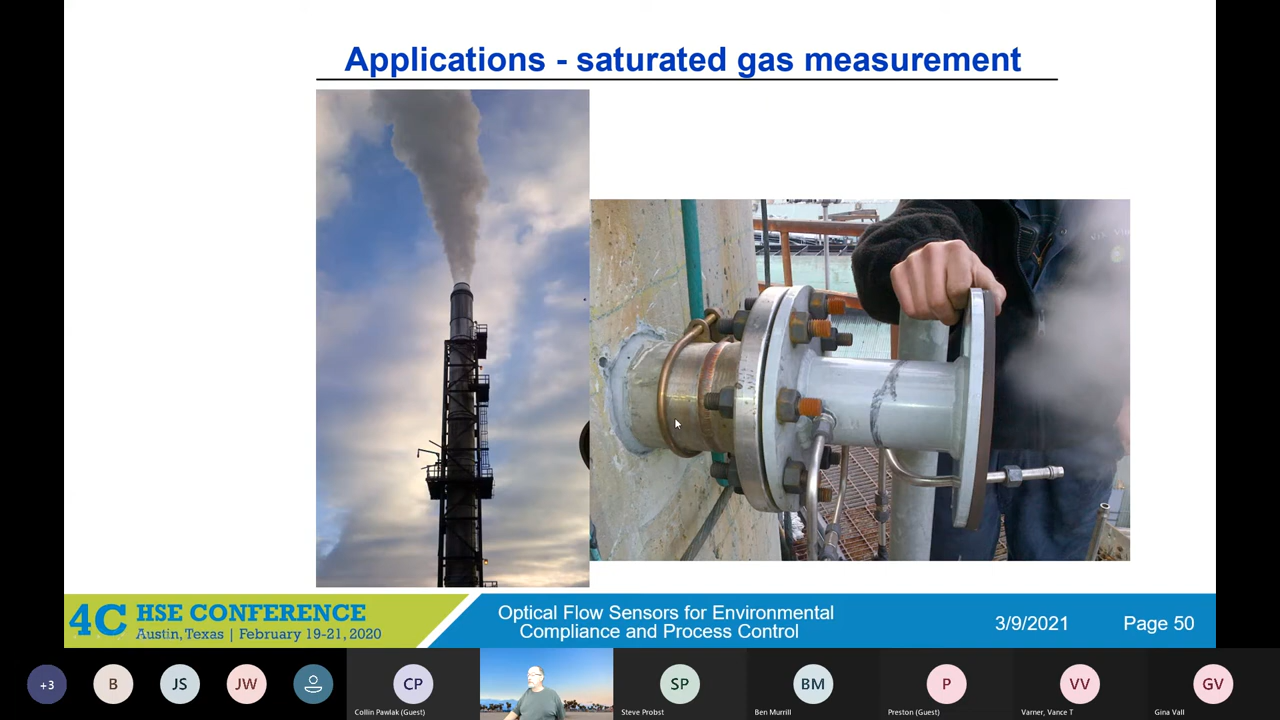 Applications - saturated gas measurement
4C HSE CONFERENCE
Austin, Texas | February 19-21, 2020
Optical Flow Sensors for Environmental
Compliance and Process Control
3/9/2021
Page 50
+3
B
JS
JW
CP
SP
BM
P
VV
GV
Collin Pawlak (Guest)
Steve Probst
Ben Murrill
Preston (Guest)
Varner, Vance T
Gina Vall